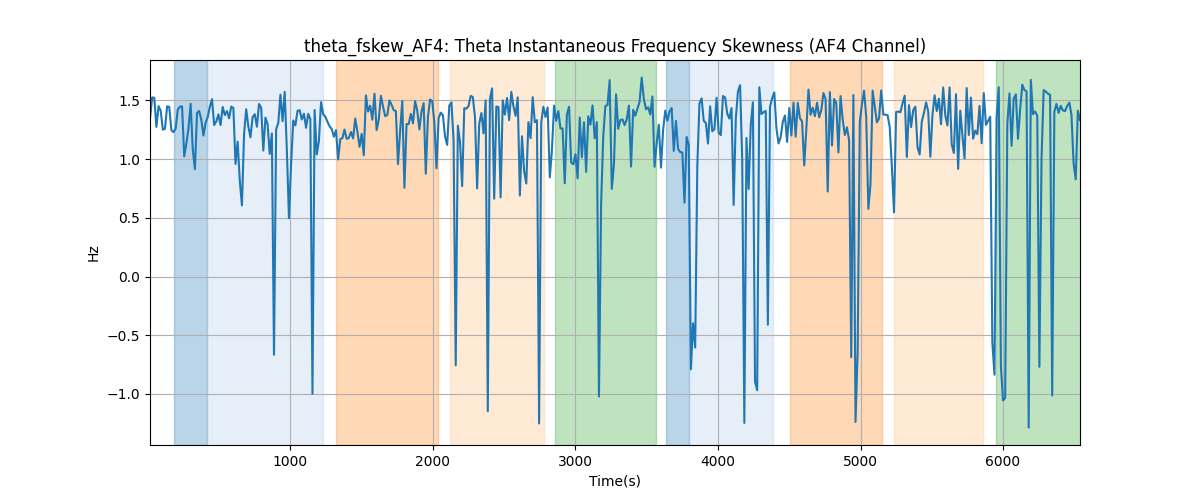 theta_fskew_AF4: Theta Instantaneous Frequency Skewness (AF4 Channel)
1.5
1.0
0.5
0.0
−0.5
−1.0
Hz
1000 2000 3000 4000 5000 6000
Time(s)